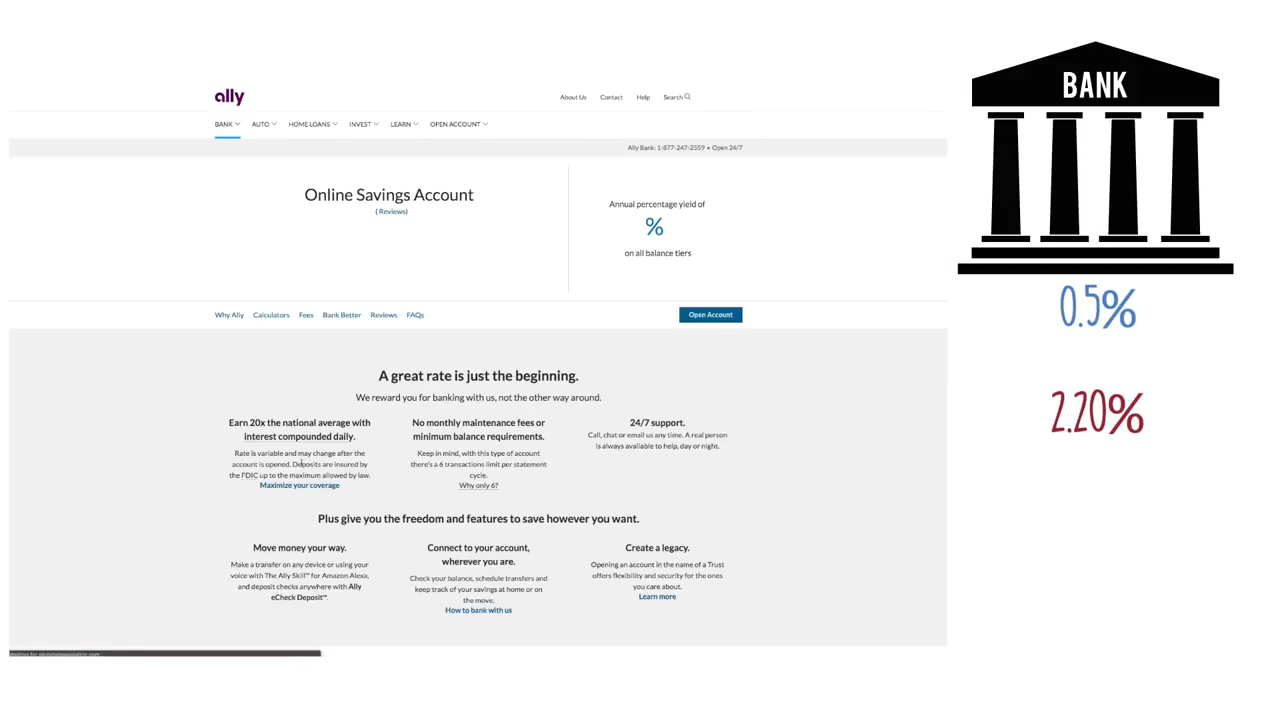 ally
About Us Contact Help Search
BANK AUTO HOME LOANS INVEST LEARN OPEN ACCOUNT
Ally Bank: 1-877-247-2559 • Open 24/7
Online Savings Account
( Reviews)
Annual percentage yield of
%
on all balance tiers
Why Ally Calculators Fees Bank Better Reviews FAQs
Open Account
A great rate is just the beginning.
We reward you for banking with us, not the other way around.
Earn 20x the national average with
interest compounded daily.
Rate is variable and may change after the
account is opened. Deposits are insured by
the FDIC up to the maximum allowed by law.
Maximize your coverage
No monthly maintenance fees or
minimum balance requirements.
Keep in mind, with this type of account
there's a 6 transactions limit per statement
cycle.
Why only 6?
24/7 support.
Call, chat or email us any time. A real person
is always available to help, day or night.
Plus give you the freedom and features to save however you want.
Move money your way.
Make a transfer on any device or using your
voice with The Ally Skill™ for Amazon Alexa,
and deposit checks anywhere with Ally
eCheck Deposit℠.
Connect to your account,
wherever you are.
Check your balance, schedule transfers and
keep track of your savings at home or on
the move.
How to bank with us
Create a legacy.
Opening an account in the name of a Trust
offers flexibility and security for the ones
you care about.
Learn more
BANK
0.5%
2.20%